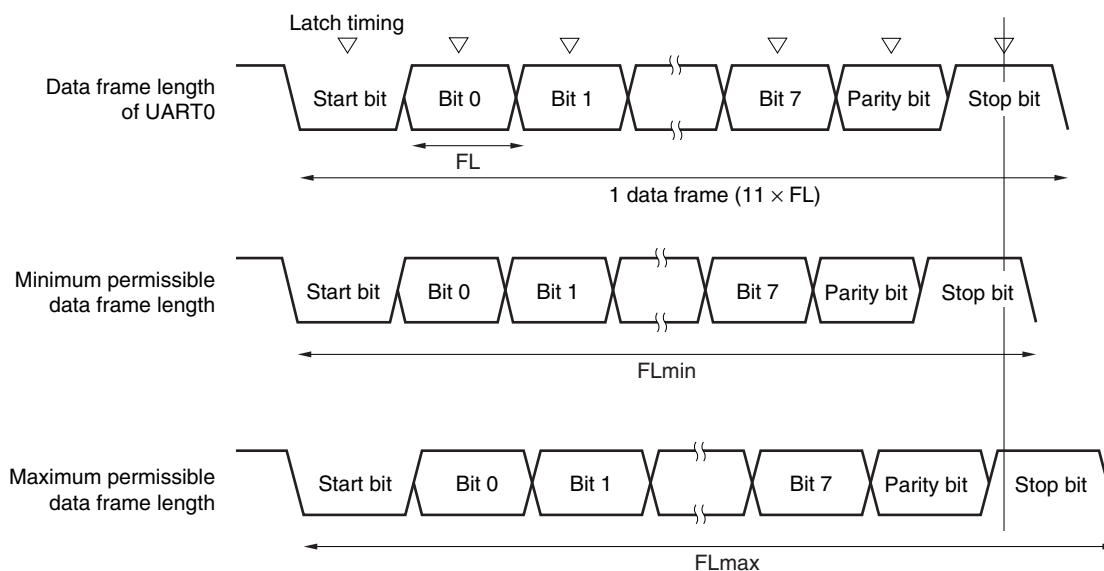 Latch timing
Data frame length
of UART0
Start bit
Bit 0
Bit 1
Bit 7
Parity bit
Stop bit
FL
1 data frame (11 × FL)
Minimum permissible
data frame length
Start bit
Bit 0
Bit 1
Bit 7
Parity bit
Stop bit
FLmin
Maximum permissible
data frame length
Start bit
Bit 0
Bit 1
Bit 7
Parity bit
Stop bit
FLmax